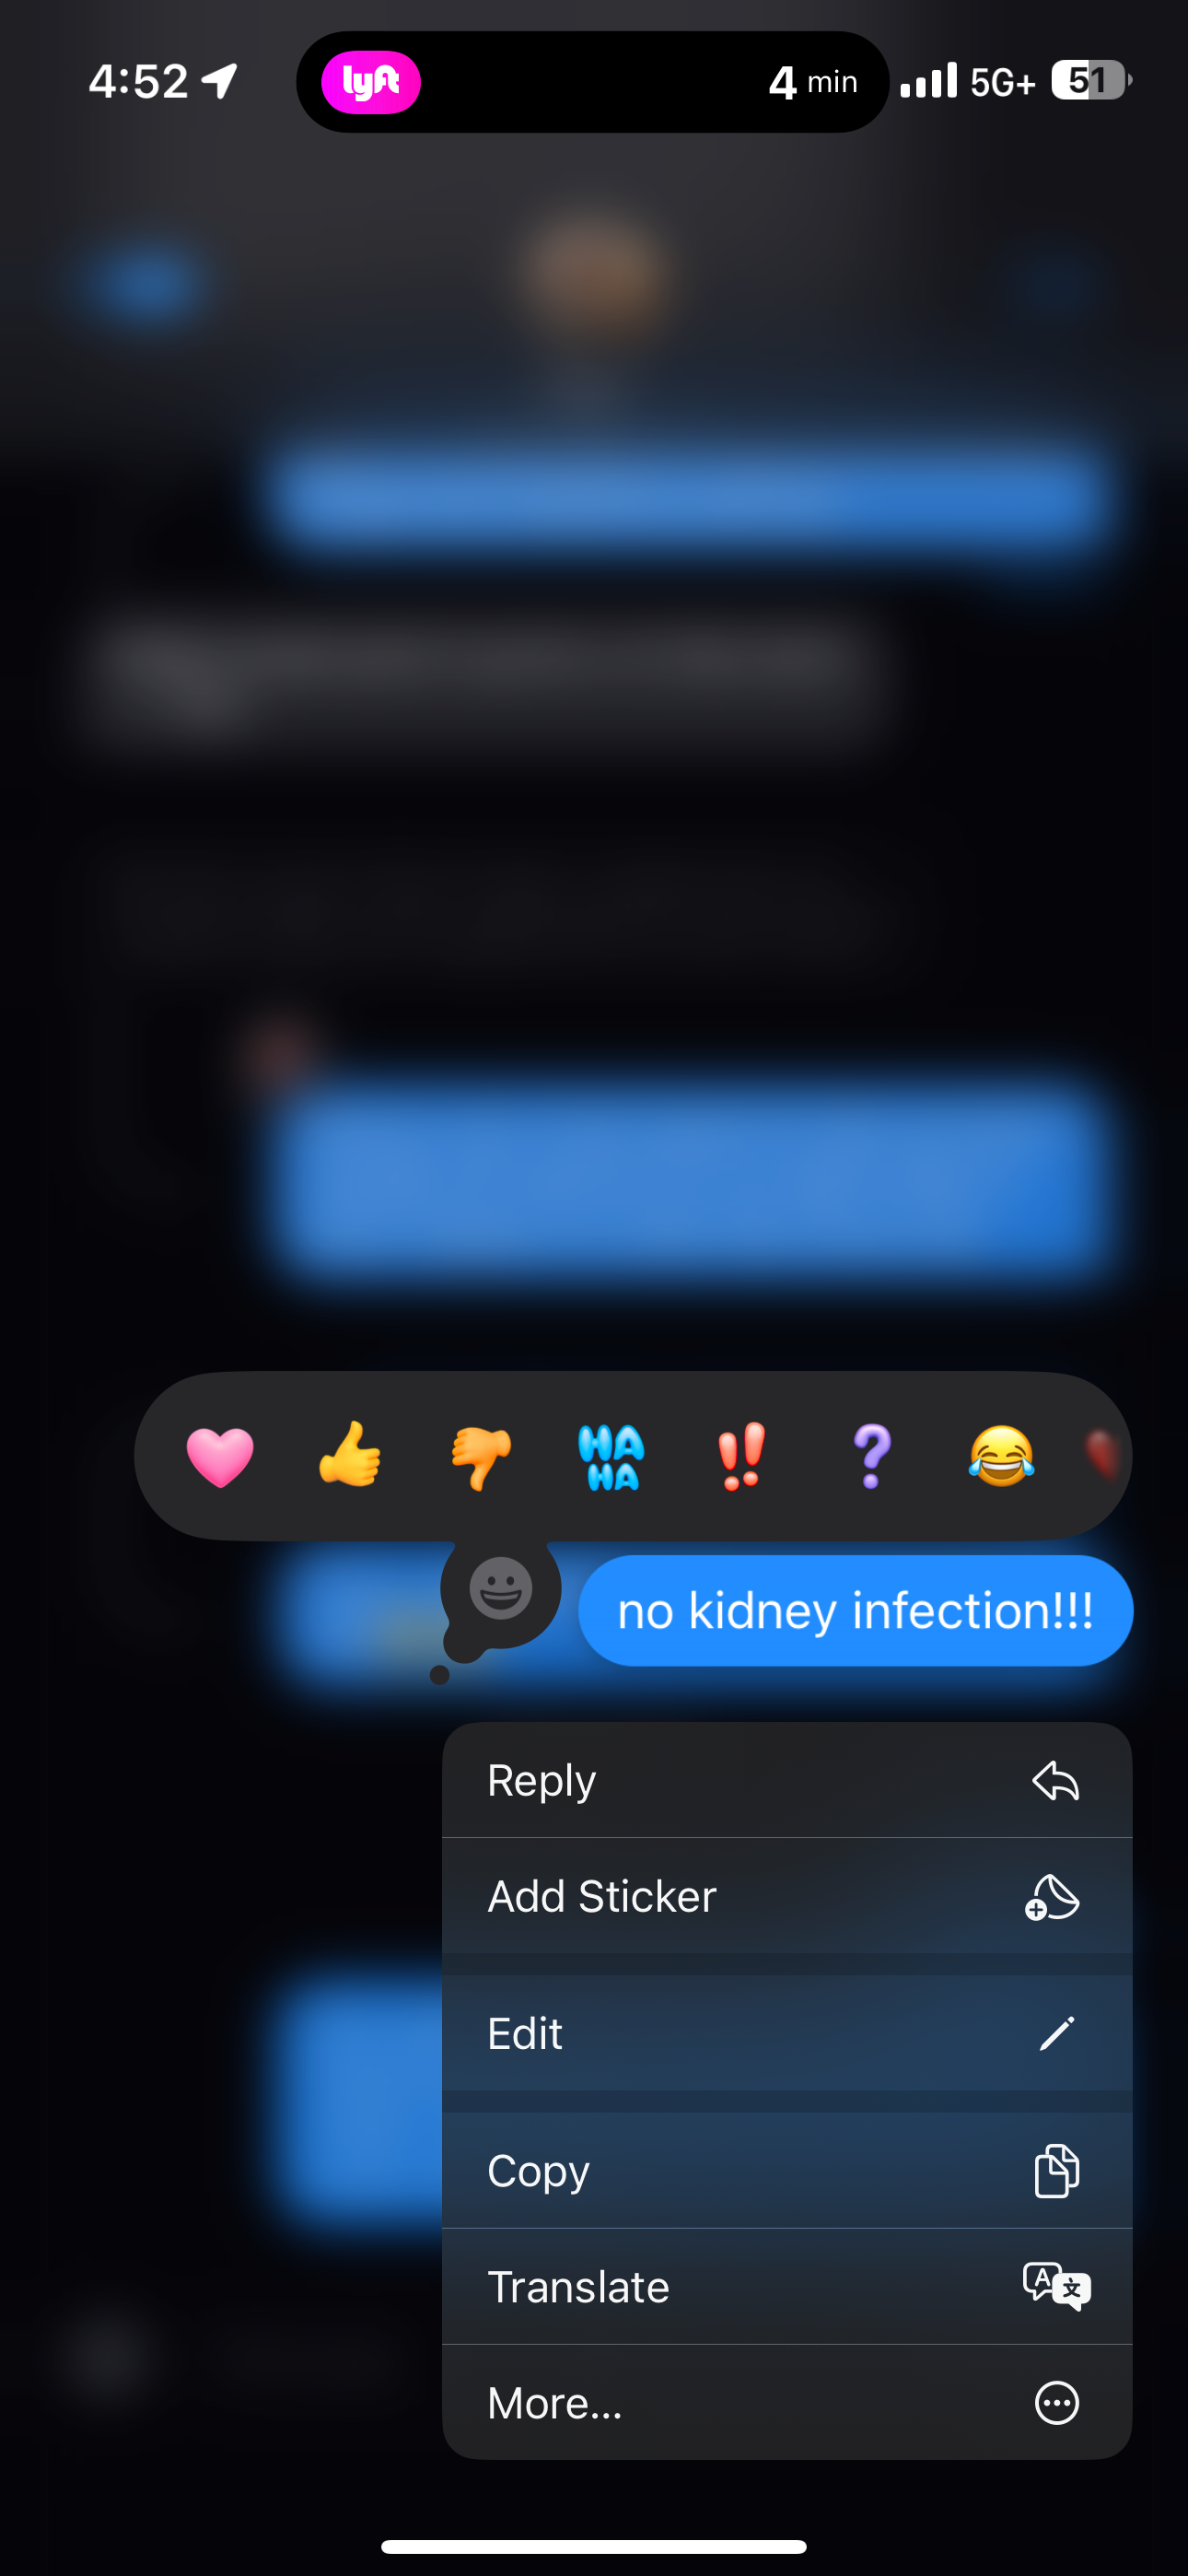 4:52 lyft 4 min 5G+ 51
HA
HA
no kidney infection!!!
Reply
Add Sticker
Edit
Copy
Translate
A 文
More...